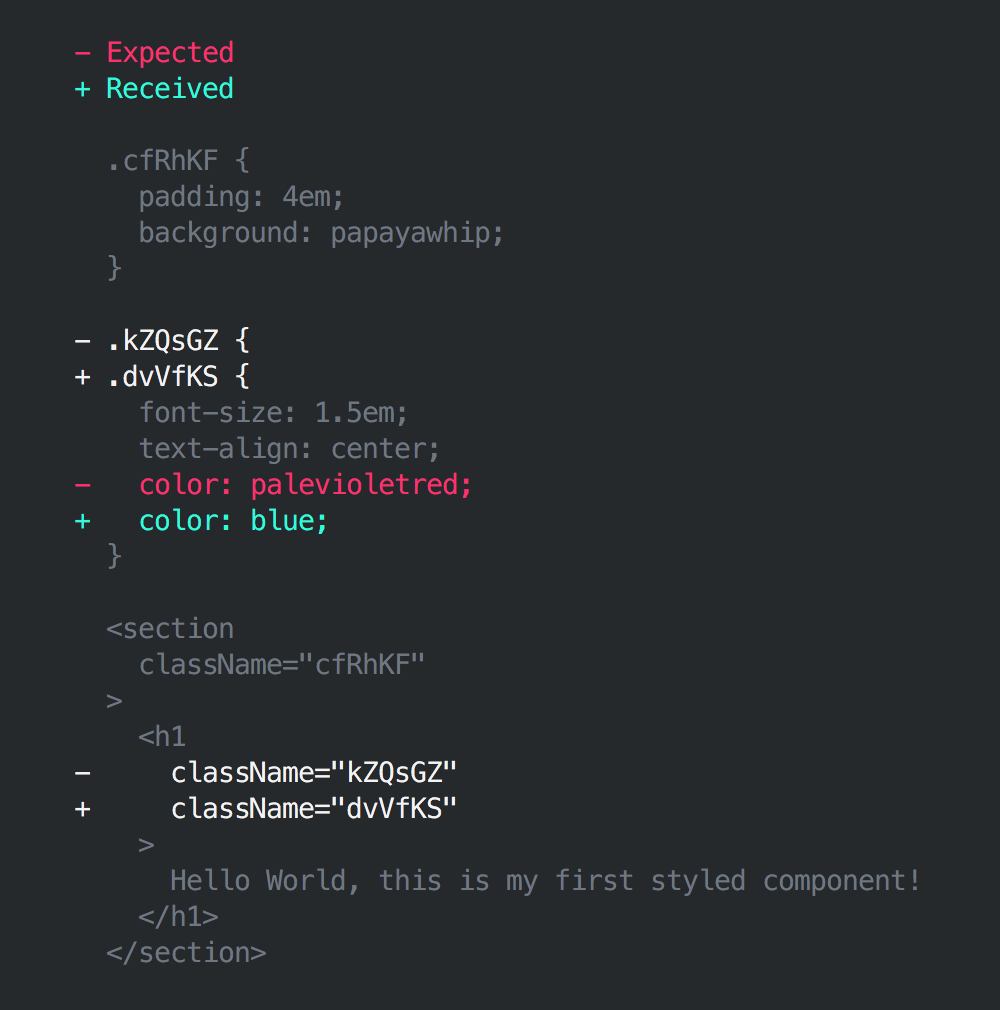 - Expected
+ Received
.cfRhKF {
padding: 4em;
background: papayawhip;
}
- .kZQsGZ {
+ .dvVfKS {
font-size: 1.5em;
text-align: center;
- color: palevioletred;
+ color: blue;
}
<section
className="cfRhKF"
>
<h1
- className="kZQsGZ"
+ className="dvVfKS"
>
Hello World, this is my first styled component!
</h1>
</section>